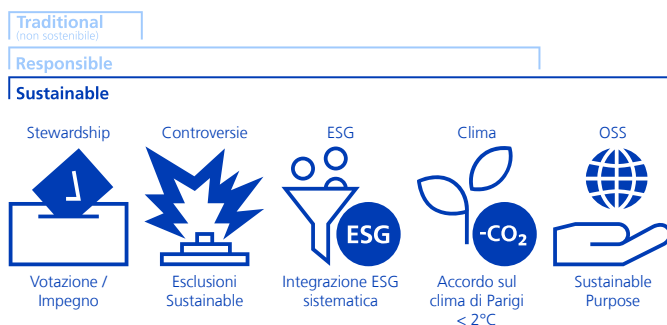 Traditional
(non sostenibile)
Responsible
Sustainable
Stewardship
Controversie
ESG
Clima
OSS
ESG
-CO₂
Votazione /
Impegno
Esclusioni
Sustainable
Integrazione ESG
sistematica
Accordo sul
clima di Parigi
< 2°C
Sustainable
Purpose